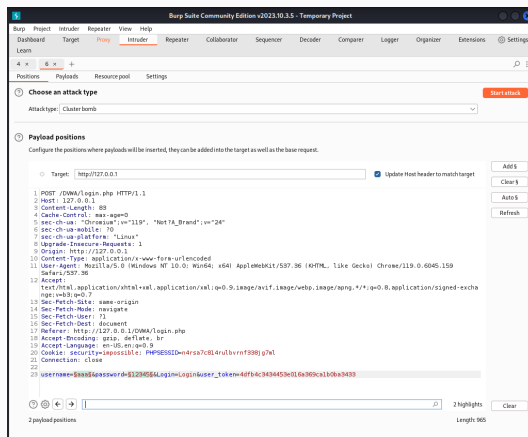 Burp Suite Community Edition v2023.10.3.5 - Temporary Project
Burp Project Intruder Repeater View Help
Dashboard Target Proxy Intruder Repeater Collaborator Sequencer Decoder Comparer Logger Organizer Extensions Settings
Learn
4 × 6 × +
Positions Payloads Resource pool Settings
Choose an attack type
Start attack
Attack type: Cluster bomb
Payload positions
Configure the positions where payloads will be inserted, they can be added into the target as well as the base request.
Target: http://127.0.0.1
Update Host header to match target
Add §
Clear §
Auto §
Refresh
1 POST /DVWA/login.php HTTP/1.1
2 Host: 127.0.0.1
3 Content-Length: 89
4 Cache-Control: max-age=0
5 sec-ch-ua: "Chromium";v="119", "Not?A_Brand";v="24"
6 sec-ch-ua-mobile: ?0
7 sec-ch-ua-platform: "Linux"
8 Upgrade-Insecure-Requests: 1
9 Origin: http://127.0.0.1
10 Content-Type: application/x-www-form-urlencoded
11 User-Agent: Mozilla/5.0 (Windows NT 10.0; Win64; x64) AppleWebKit/537.36 (KHTML, like Gecko) Chrome/119.0.6045.159
Safari/537.36
12 Accept:
text/html,application/xhtml+xml,application/xml;q=0.9,image/avif,image/webp,image/apng,*/*;q=0.8,application/signed-excha
nge;v=b3;q=0.7
13 Sec-Fetch-Site: same-origin
14 Sec-Fetch-Mode: navigate
15 Sec-Fetch-User: ?1
16 Sec-Fetch-Dest: document
17 Referer: http://127.0.0.1/DVWA/login.php
18 Accept-Encoding: gzip, deflate, br
19 Accept-Language: en-US,en;q=0.9
20 Cookie: security=impossible; PHPSESSID=n4rsa7c814rulbvrnf338jg7ml
21 Connection: close
22
23 username=§aaa§&password=§12345§&Login=Login&user_token=4dfb4c3434453e016a369ca1b0ba3433
2 highlights
Clear
2 payload positions
Length: 965